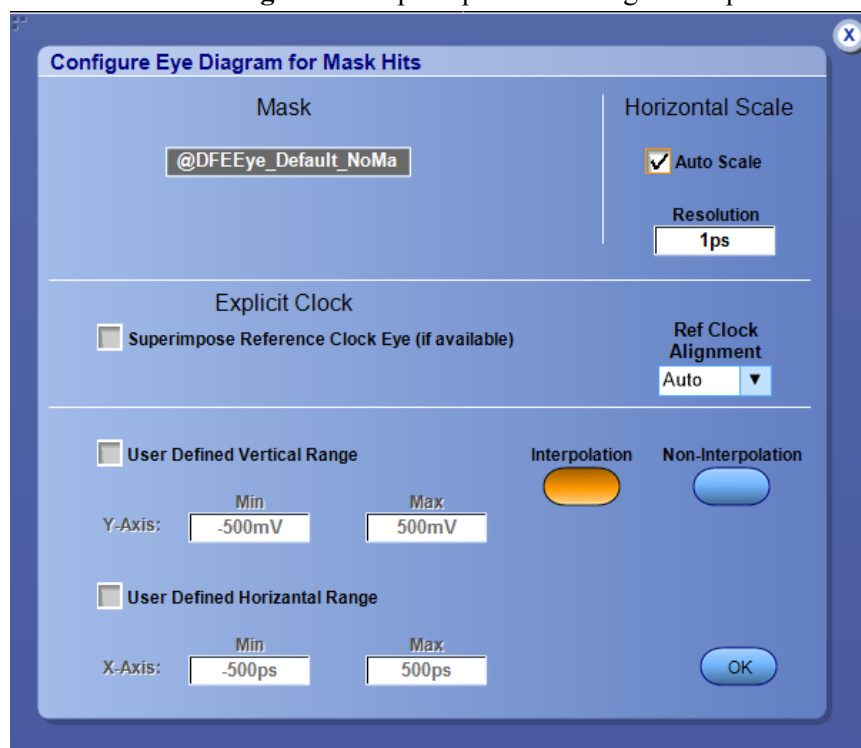 Configure Eye Diagram for Mask Hits
Mask
@DFEEye_Default_NoMa
Horizontal Scale
Auto Scale
Resolution
1ps
Explicit Clock
Superimpose Reference Clock Eye (if available)
Ref Clock
Alignment
Auto
User Defined Vertical Range
Interpolation
Non-Interpolation
Min
Max
Y-Axis:
-500mV
500mV
User Defined Horizantal Range
Min
Max
X-Axis:
-500ps
500ps
OK